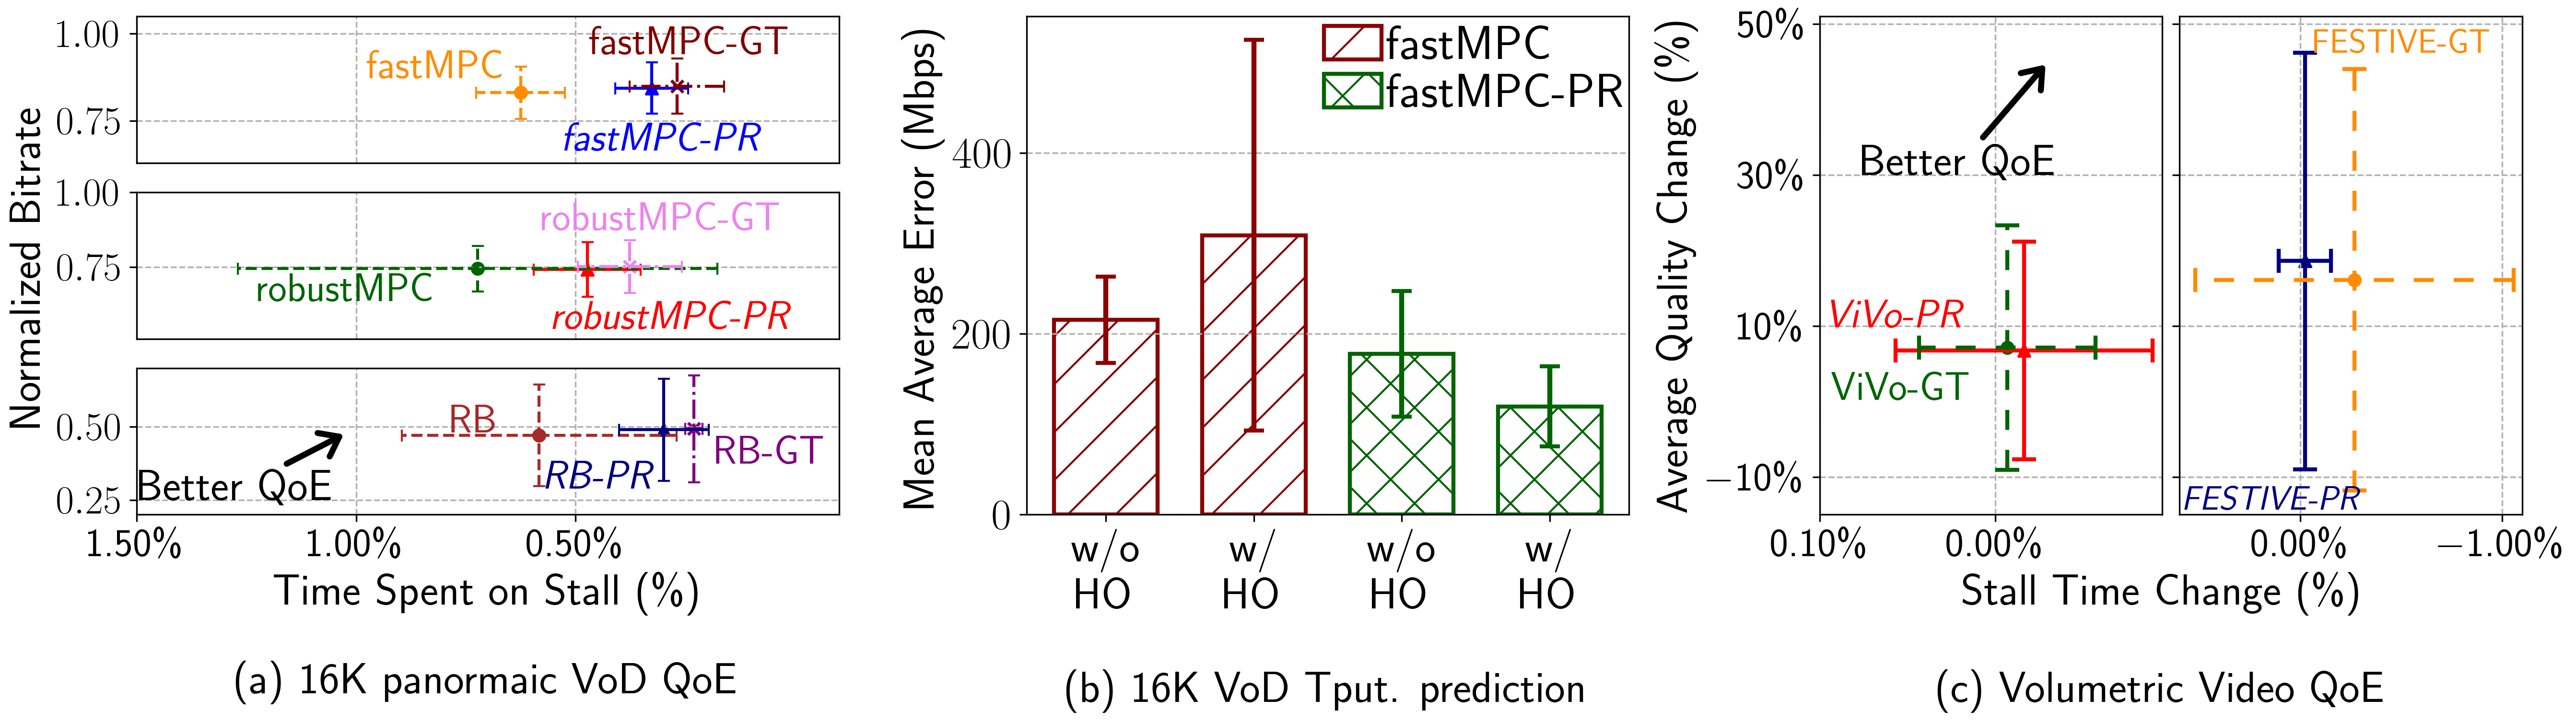 Normalized Bitrate
1.00
0.75
fastMPC
fastMPC-GT
fastMPC-PR
1.00
0.75
robustMPC-GT
robustMPC
robustMPC-PR
0.50
0.25
RB
RB-PR
RB-GT
Better QoE
1.50%
1.00%
0.50%
Time Spent on Stall (%)
(a) 16K panormaic VoD QoE
Mean Average Error (Mbps)
400
200
0
fastMPC
fastMPC-PR
w/o
HO
w/
HO
w/o
HO
w/
HO
(b) 16K VoD Tput. prediction
Average Quality Change (%)
50%
30%
10%
−10%
Better QoE
ViVo-PR
ViVo-GT
FESTIVE-GT
FESTIVE-PR
0.10%
0.00%
0.00%
−1.00%
Stall Time Change (%)
(c) Volumetric Video QoE